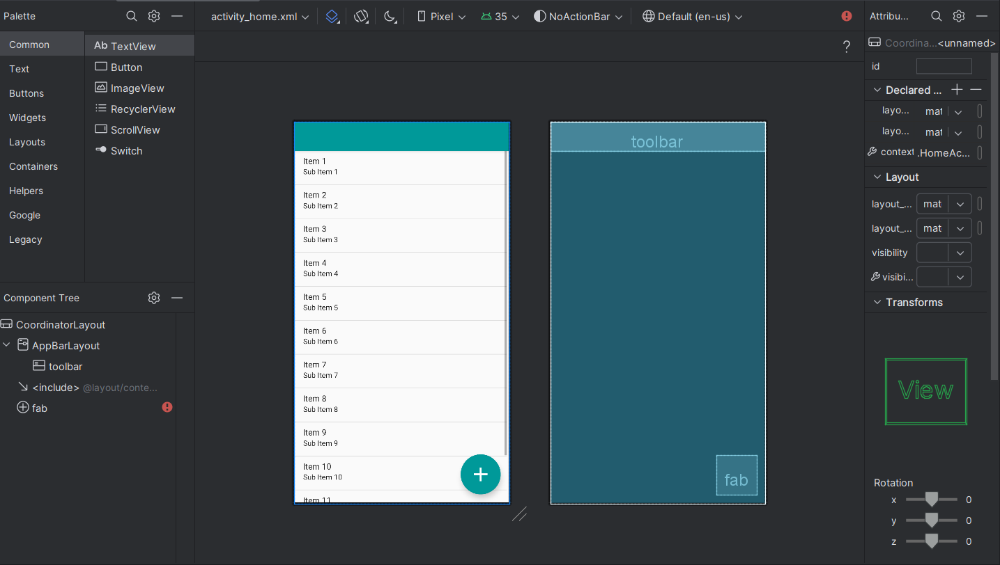 Palette
activity_home.xml
Pixel
35
NoActionBar
Default (en-us)
Attribu...
Common
Text
Buttons
Widgets
Layouts
Containers
Helpers
Google
Legacy
Ab TextView
Button
ImageView
RecyclerView
ScrollView
Switch
?
Component Tree
CoordinatorLayout
AppBarLayout
toolbar
<include> @layout/conte...
fab
Item 1
Sub Item 1
Item 2
Sub Item 2
Item 3
Sub Item 3
Item 4
Sub Item 4
Item 5
Sub Item 5
Item 6
Sub Item 6
Item 7
Sub Item 7
Item 8
Sub Item 8
Item 9
Sub Item 9
Item 10
Sub Item 10
Item 11
toolbar
fab
Coordina... <unnamed>
id
Declared ...
layo... mat
layo... mat
context .HomeAc...
Layout
layout_... mat
layout_... mat
visibility
visibi...
Transforms
View
Rotation
x 0
y 0
z 0